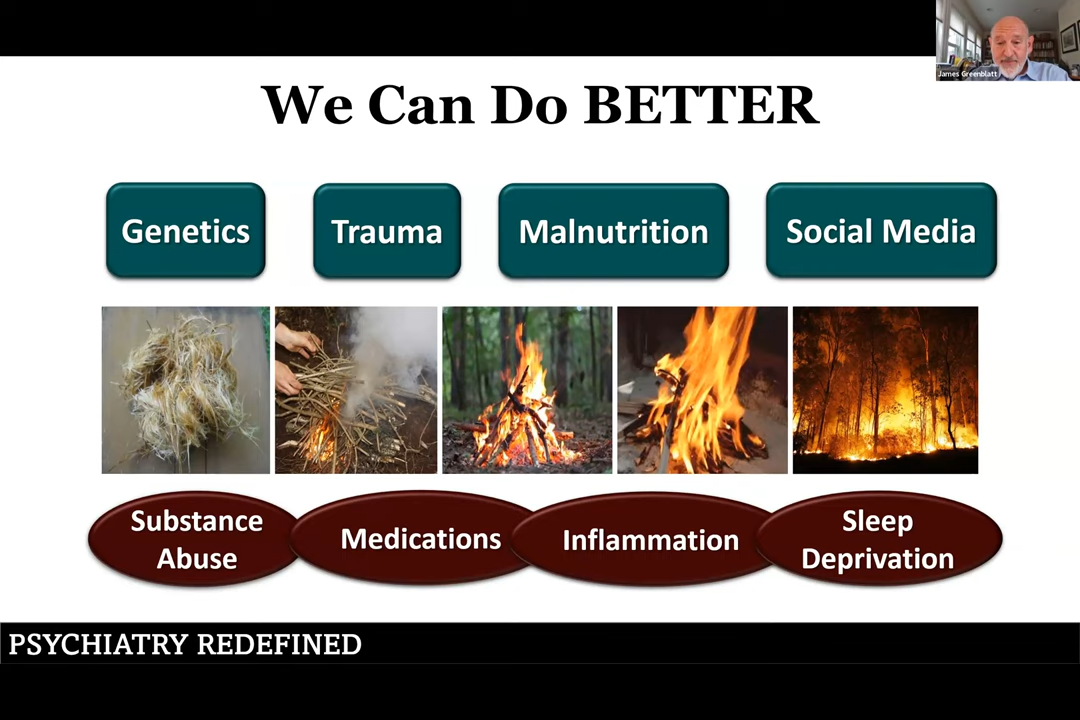 James Greenblatt
We Can Do BETTER
Genetics
Trauma
Malnutrition
Social Media
Substance
Abuse
Medications
Inflammation
Sleep
Deprivation
PSYCHIATRY REDEFINED